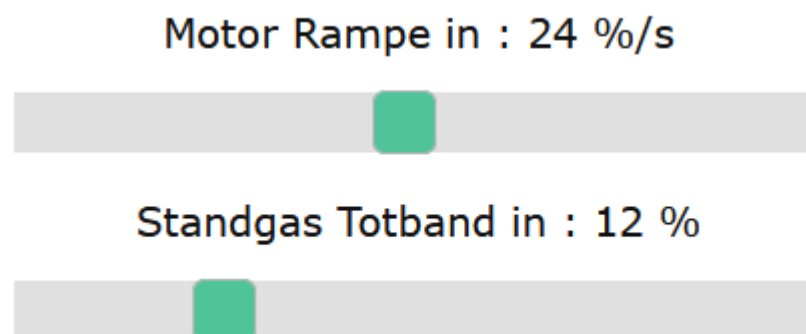 Motor Rampe in : 24 %/s
Standgas Totband in : 12 %